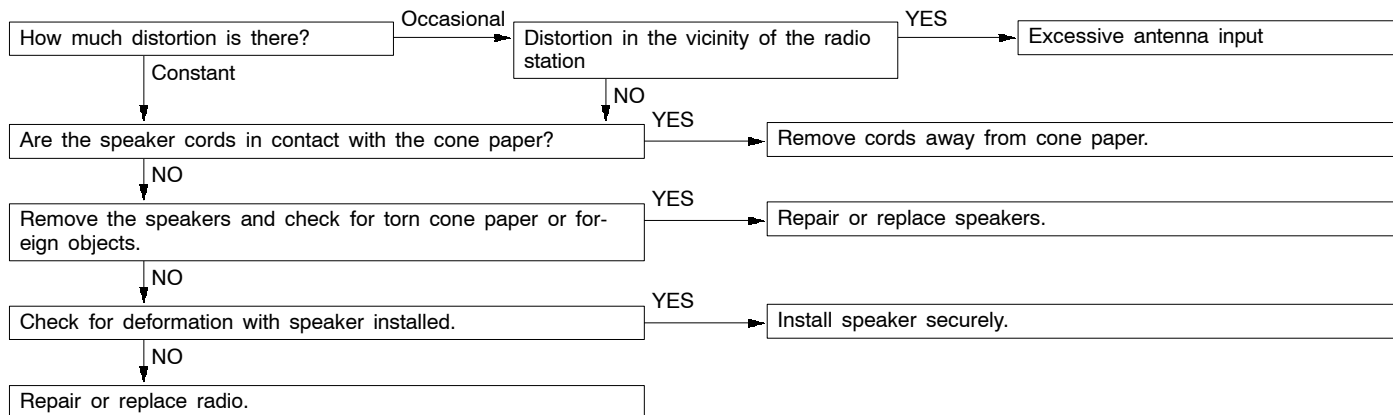 How much distortion is there?
Occasional
Distortion in the vicinity of the radio
station
YES
Excessive antenna input
Constant
NO
Are the speaker cords in contact with the cone paper?
YES
Remove cords away from cone paper.
NO
Remove the speakers and check for torn cone paper or for-
eign objects.
YES
Repair or replace speakers.
NO
Check for deformation with speaker installed.
YES
Install speaker securely.
NO
Repair or replace radio.